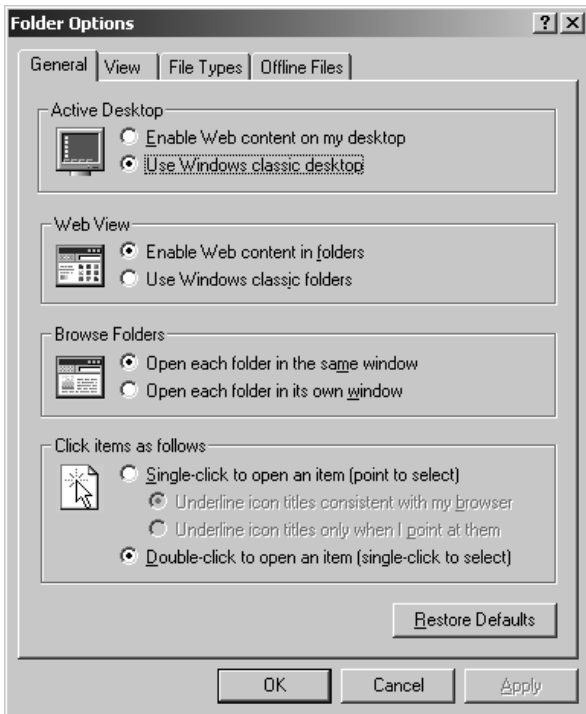 Folder Options
General
View
File Types
Offline Files
Active Desktop
Enable Web content on my desktop
Use Windows classic desktop
Web View
Enable Web content in folders
Use Windows classic folders
Browse Folders
Open each folder in the same window
Open each folder in its own window
Click items as follows
Single-click to open an item (point to select)
Underline icon titles consistent with my browser
Underline icon titles only when I point at them
Double-click to open an item (single-click to select)
Restore Defaults
OK
Cancel
Apply